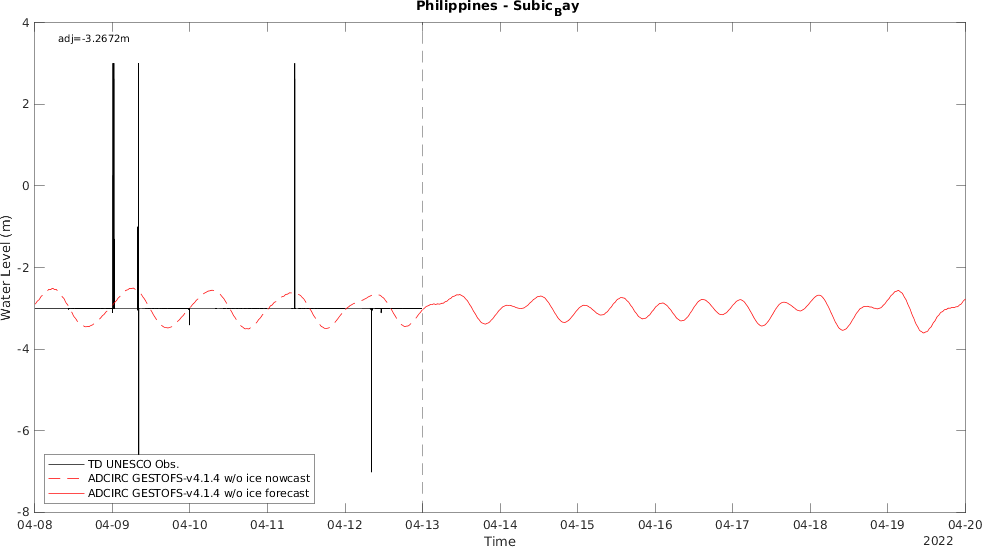 Philippines - SubicBay
adj=-3.2672m
4
2
0
-2
-4
-6
-8
Water Level (m)
TD UNESCO Obs.
ADCIRC GESTOFS-v4.1.4 w/o ice nowcast
ADCIRC GESTOFS-v4.1.4 w/o ice forecast
04-08 04-09 04-10 04-11 04-12 04-13 04-14 04-15 04-16 04-17 04-18 04-19 04-20
Time
2022